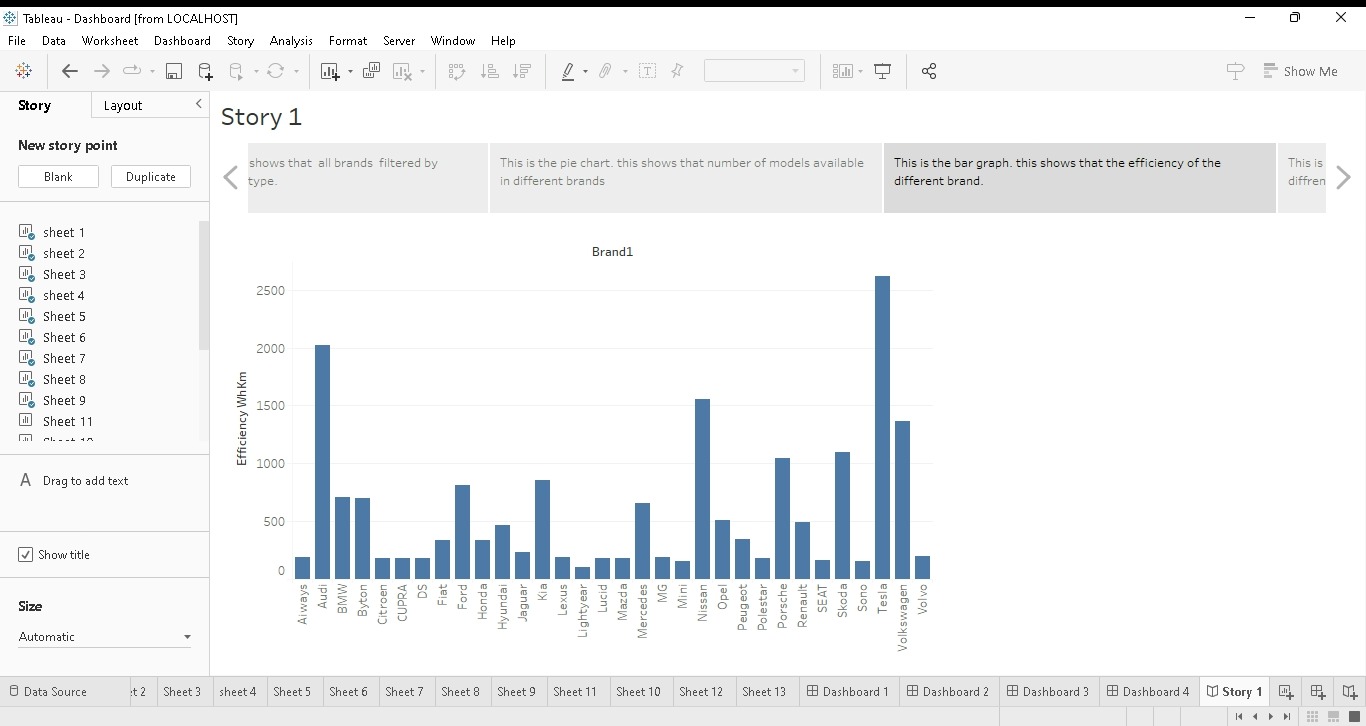 Tableau - Dashboard [from LOCALHOST]
File Data Worksheet Dashboard Story Analysis Format Server Window Help
Show Me
Story Layout
New story point
Blank Duplicate
sheet 1
sheet 2
Sheet 3
sheet 4
Sheet 5
Sheet 6
Sheet 7
Sheet 8
Sheet 9
Sheet 11
A Drag to add text
Show title
Size
Automatic
Story 1
shows that all brands filtered by
type.
This is the pie chart. this shows that number of models available
in different brands
This is the bar graph. this shows that the efficiency of the
different brand.
This is
diffren
Brand1
Efficiency WhKm
2500
2000
1500
1000
500
0
Aiways
Audi
BMW
Byton
Citroen
CUPRA
DS
Fiat
Ford
Honda
Hyundai
Jaguar
Kia
Lexus
Lightyear
Lucid
Mazda
Mercedes
MG
Mini
Nissan
Opel
Peugeot
Polestar
Porsche
Renault
SEAT
Skoda
Sono
Tesla
Volkswagen
Volvo
Data Source et 2 Sheet 3 sheet 4 Sheet 5 Sheet 6 Sheet 7 Sheet 8 Sheet 9 Sheet 11 Sheet 10 Sheet 12 Sheet 13 Dashboard 1 Dashboard 2 Dashboard 3 Dashboard 4 Story 1